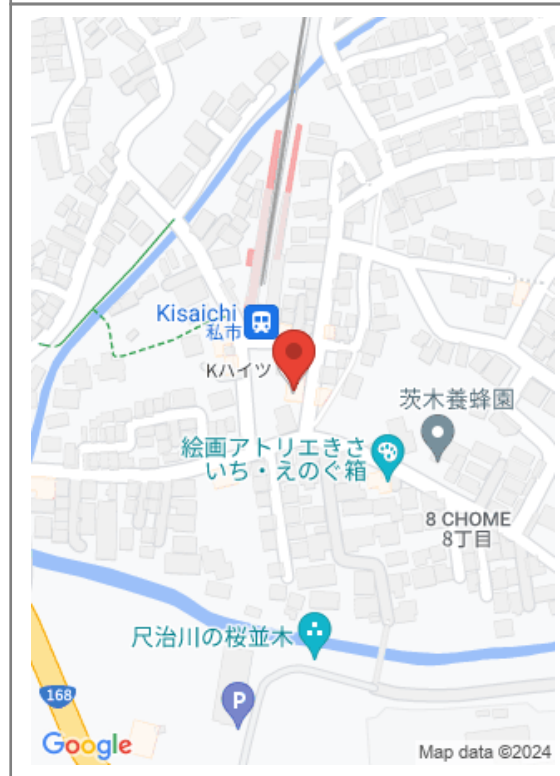 Kisaichi
私市
Kハイツ
茨木養蜂園
絵画アトリエきさ
いち・えのぐ箱
8 CHOME
8丁目
尺治川の桜並木
168
P
Google
Map data ©2024